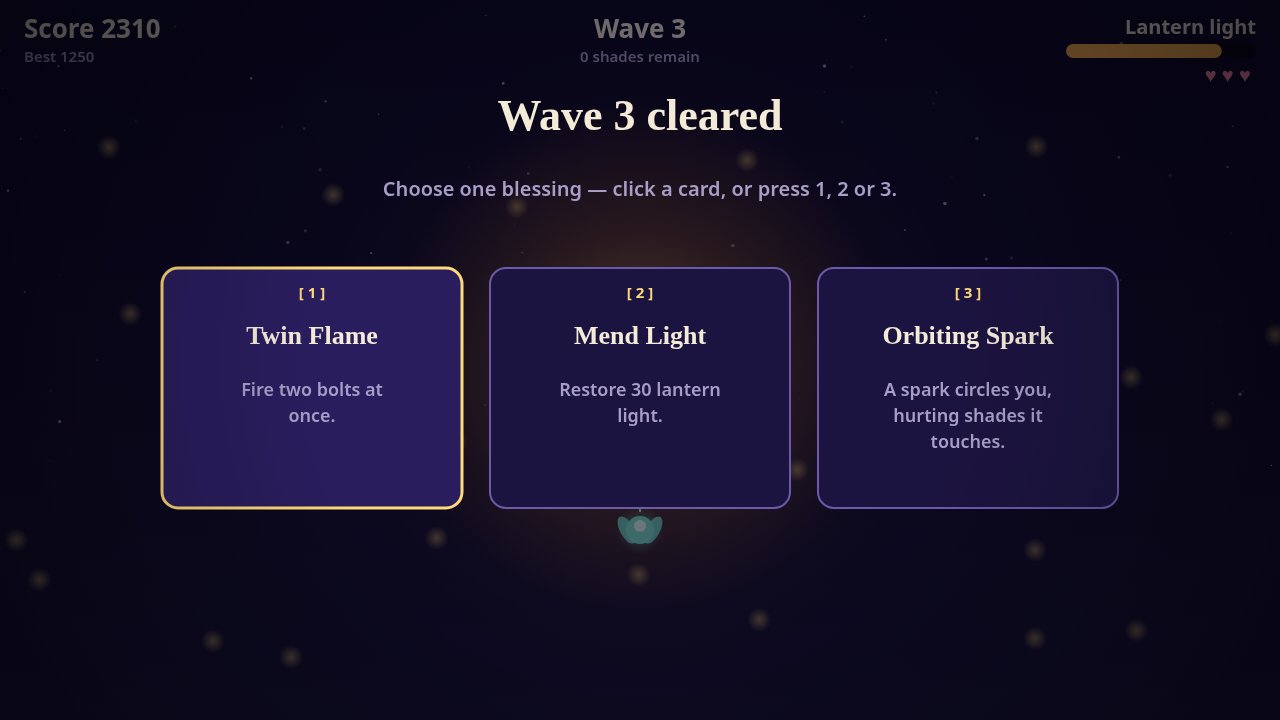 Score 2310
Best 1250
Wave 3
0 shades remain
Lantern light
Wave 3 cleared
Choose one blessing — click a card, or press 1, 2 or 3.
[ 1 ]
Twin Flame
Fire two bolts at
once.
[ 2 ]
Mend Light
Restore 30 lantern
light.
[ 3 ]
Orbiting Spark
A spark circles you,
hurting shades it
touches.